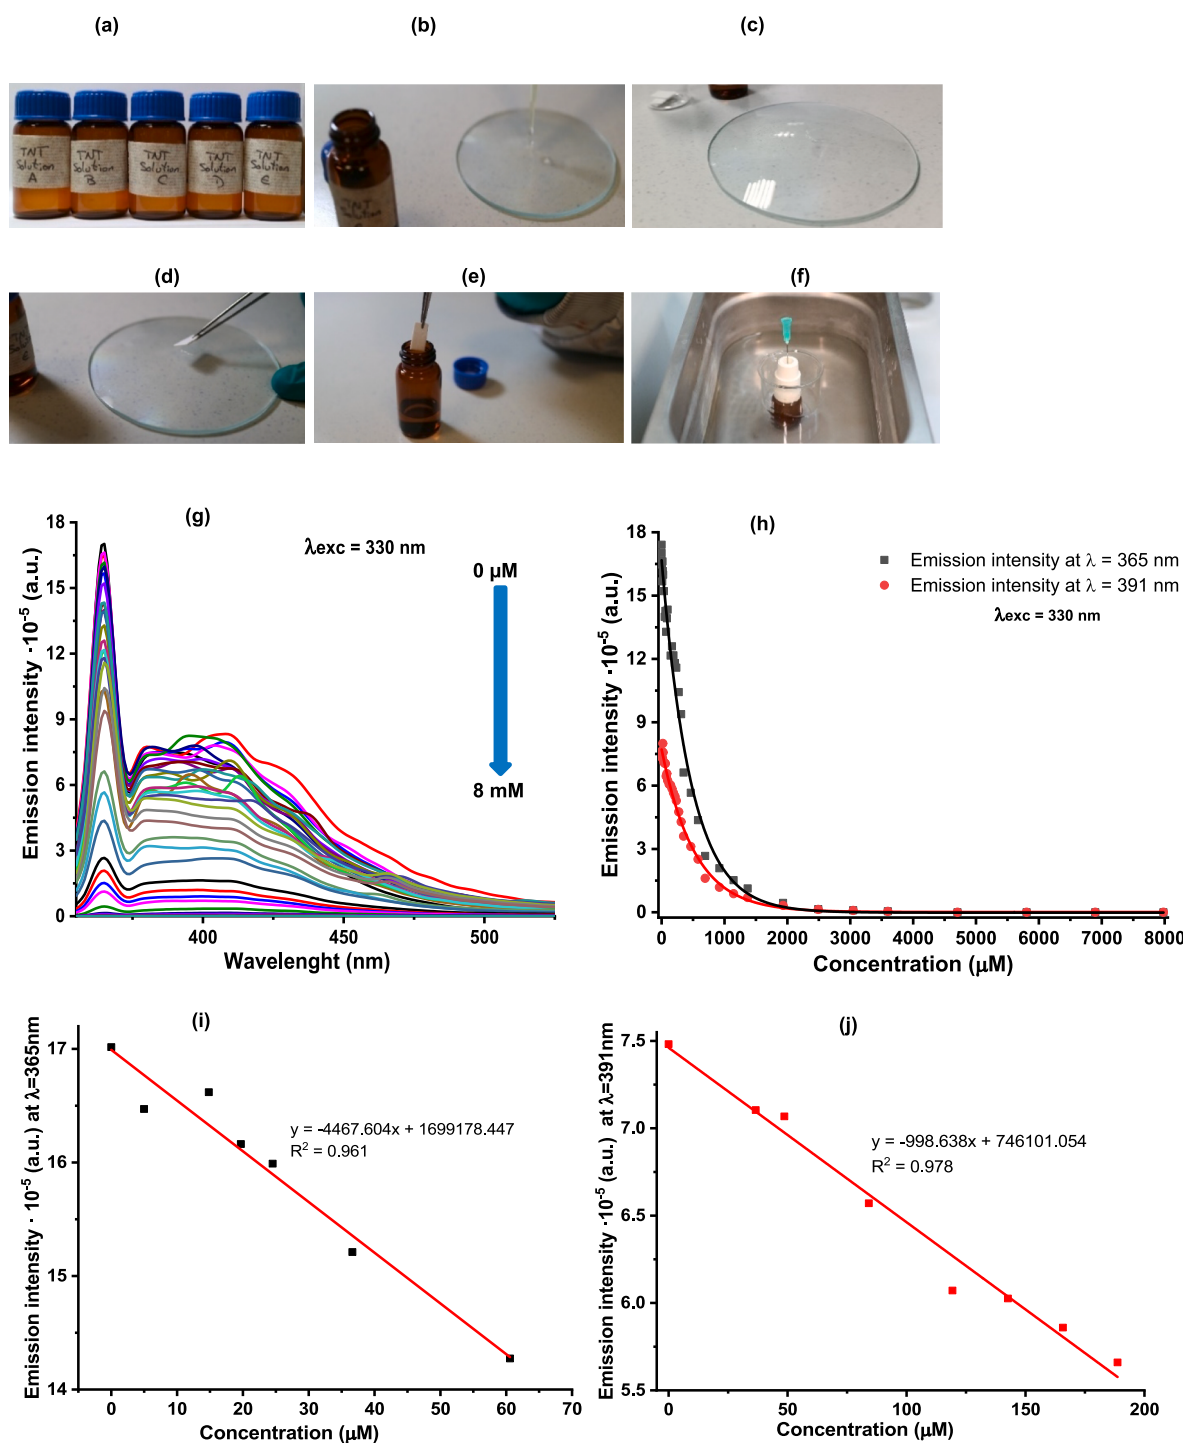 (a)
(b)
(c)
TNT
Solution
A
TNT
Solution
B
TNT
Solution
C
TNT
Solution
D
TNT
Solution
E
(d)
(e)
(f)
(g)
λexc = 330 nm
0 µM
8 mM
18
15
12
9
6
3
0
400
450
500
Emission intensity ·10⁻⁵ (a.u.)
Wavelenght (nm)
(h)
Emission intensity at λ = 365 nm
Emission intensity at λ = 391 nm
λexc = 330 nm
18
15
12
9
6
3
0
0 1000 2000 3000 4000 5000 6000 7000 8000
Emission intensity ·10⁻⁵ (a.u.)
Concentration (µM)
(i)
y = -4467.604x + 1699178.447
R² = 0.961
17
16
15
14
0 10 20 30 40 50 60 70
Emission intensity · 10⁻⁵ (a.u.) at λ=365nm
Concentration (µM)
(j)
y = -998.638x + 746101.054
R² = 0.978
7.5
7.0
6.5
6.0
5.5
0 50 100 150 200
Emission intensity ·10⁻⁵ (a.u.) at λ=391nm
Concentration (µM)